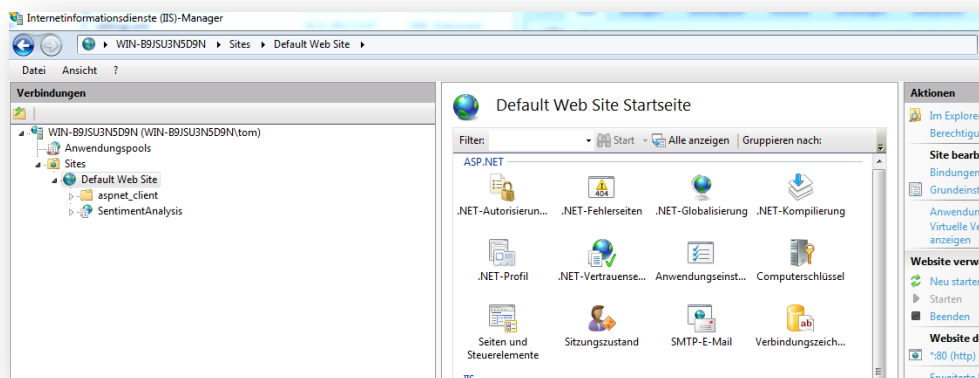 Internetinformationsdienste (IIS)-Manager
WIN-B9JSU3N5D9N Sites Default Web Site
Datei Ansicht ?
Verbindungen
WIN-B9JSU3N5D9N (WIN-B9JSU3N5D9N\tom)
Anwendungspools
Sites
Default Web Site
aspnet_client
SentimentAnalysis
Default Web Site Startseite
Filter: Start Alle anzeigen Gruppieren nach:
ASP.NET
.NET-Autorisierun... .NET-Fehlerseiten .NET-Globalisierung .NET-Kompilierung
404
.NET-Profil .NET-Vertrauense... Anwendungseinst... Computerschlüssel
ab
Seiten und Steuerelemente Sitzungszustand SMTP-E-Mail Verbindungszeich...
IIS
Aktionen
Im Explore
Berechtigu
Site bearb
Bindungen
Grundeinst
Anwendun
Virtuelle Ve
anzeigen
Website verwa
Neu starten
Starten
Beenden
Website d
*:80 (http)
Erweiterte